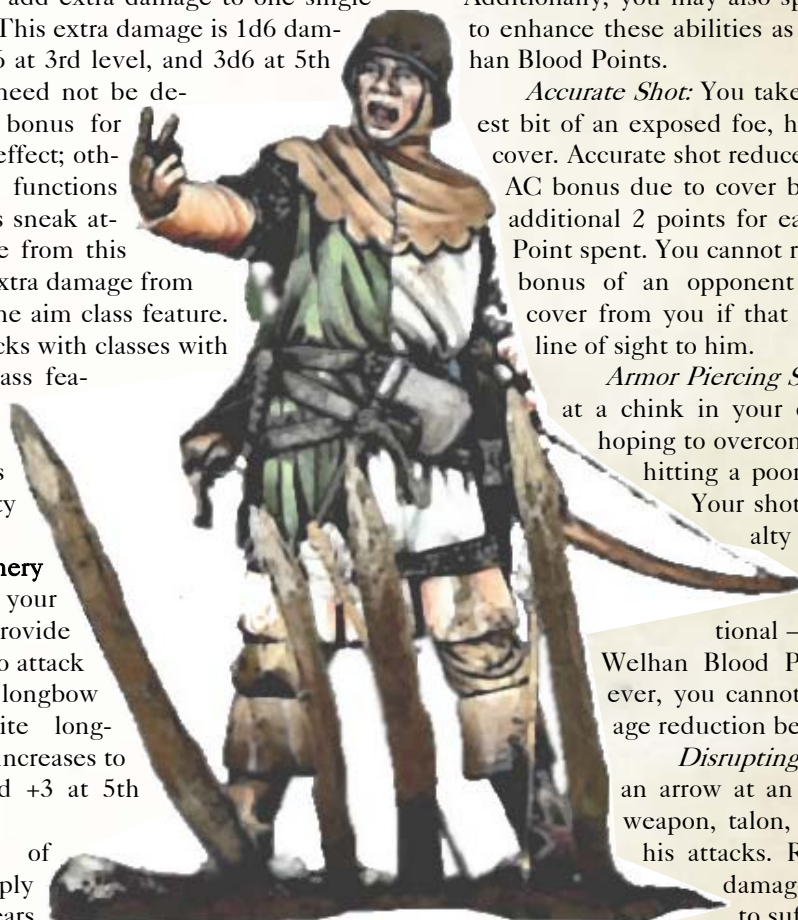 add extra damage to one single
This extra damage is 1d6 dam-
6 at 3rd level, and 3d6 at 5th
need not be de-
bonus for
effect; oth-
functions
s sneak at-
e from this
xtra damage from
ne aim class feature.
cks with classes with
ass fea-
s
ty
nery
your
rovide
o attack
longbow
ite long-
increases to
d +3 at 5th
of
ply
ears
Additionally, you may also sp
to enhance these abilities as
han Blood Points.
Accurate Shot: You take
est bit of an exposed foe, h
cover. Accurate shot reduce
AC bonus due to cover b
additional 2 points for ea
Point spent. You cannot r
bonus of an opponent
cover from you if that
line of sight to him.
Armor Piercing S
at a chink in your
hoping to overcon
hitting a poor
Your shot
alty
tional –
Welhan Blood P
ever, you cannot
age reduction be
Disrupting
an arrow at an
weapon, talon,
his attacks. R
damag
to suf